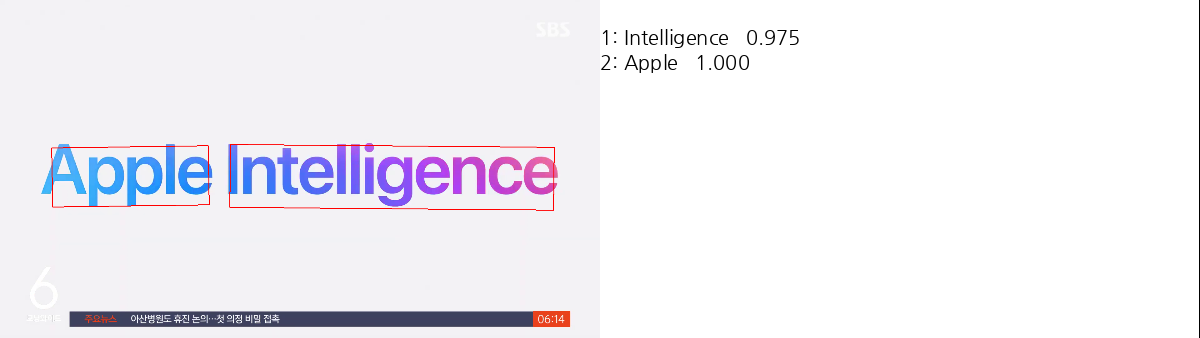 SBS
1: Intelligence 0.975
2: Apple 1.000
Apple Intelligence
6
주요뉴스 아산병원도 휴진 논의…첫 의정 비밀 접촉 06:14